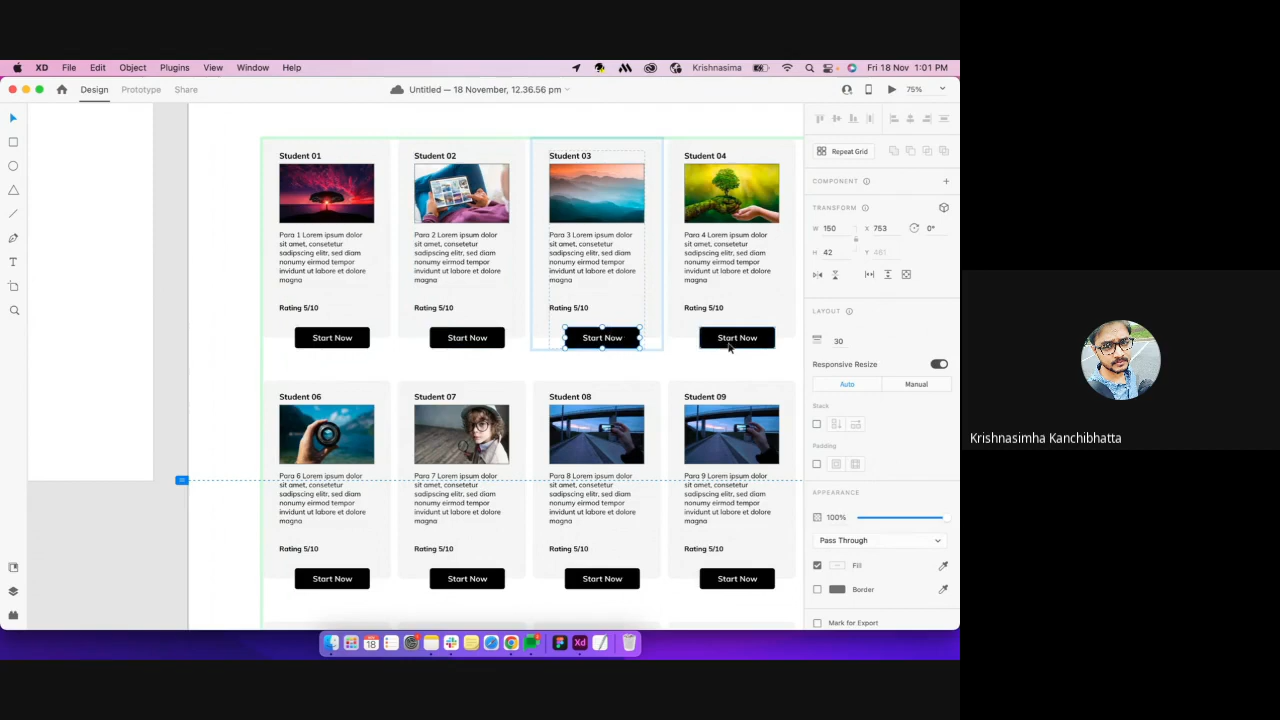 XD File Edit Object Plugins View Window Help Krishnasima Fri 18 Nov 1:01 PM
Design Prototype Share Untitled — 18 November, 12.36.56 pm 75%
Student 01 Student 02 Student 03 Student 04
Para 1 Lorem ipsum dolor
sit amet, consetetur
sadipscing elitr, sed diam
nonumy eirmod tempor
invidunt ut labore et dolore
magna
Para 2 Lorem ipsum dolor
sit amet, consetetur
sadipscing elitr, sed diam
nonumy eirmod tempor
invidunt ut labore et dolore
magna
Para 3 Lorem ipsum dolor
sit amet, consetetur
sadipscing elitr, sed diam
nonumy eirmod tempor
invidunt ut labore et dolore
magna
Para 4 Lorem ipsum dolor
sit amet, consetetur
sadipscing elitr, sed diam
nonumy eirmod tempor
invidunt ut labore et dolore
magna
Rating 5/10 Rating 5/10 Rating 5/10 Rating 5/10
Start Now Start Now Start Now Start Now
Student 06 Student 07 Student 08 Student 09
Para 6 Lorem ipsum dolor
sit amet, consetetur
sadipscing elitr, sed diam
nonumy eirmod tempor
invidunt ut labore et dolore
magna
Para 7 Lorem ipsum dolor
sit amet, consetetur
sadipscing elitr, sed diam
nonumy eirmod tempor
invidunt ut labore et dolore
magna
Para 8 Lorem ipsum dolor
sit amet, consetetur
sadipscing elitr, sed diam
nonumy eirmod tempor
invidunt ut labore et dolore
magna
Para 9 Lorem ipsum dolor
sit amet, consetetur
sadipscing elitr, sed diam
nonumy eirmod tempor
invidunt ut labore et dolore
magna
Rating 5/10 Rating 5/10 Rating 5/10 Rating 5/10
Start Now Start Now Start Now Start Now
Repeat Grid
COMPONENT
TRANSFORM
W 150 X 753 0°
H 42 Y 461
LAYOUT
30
Responsive Resize
Auto Manual
Stack
Padding
APPEARANCE
100%
Pass Through
Fill
Border
Mark for Export
18 Xd
Krishnasimha Kanchibhatta